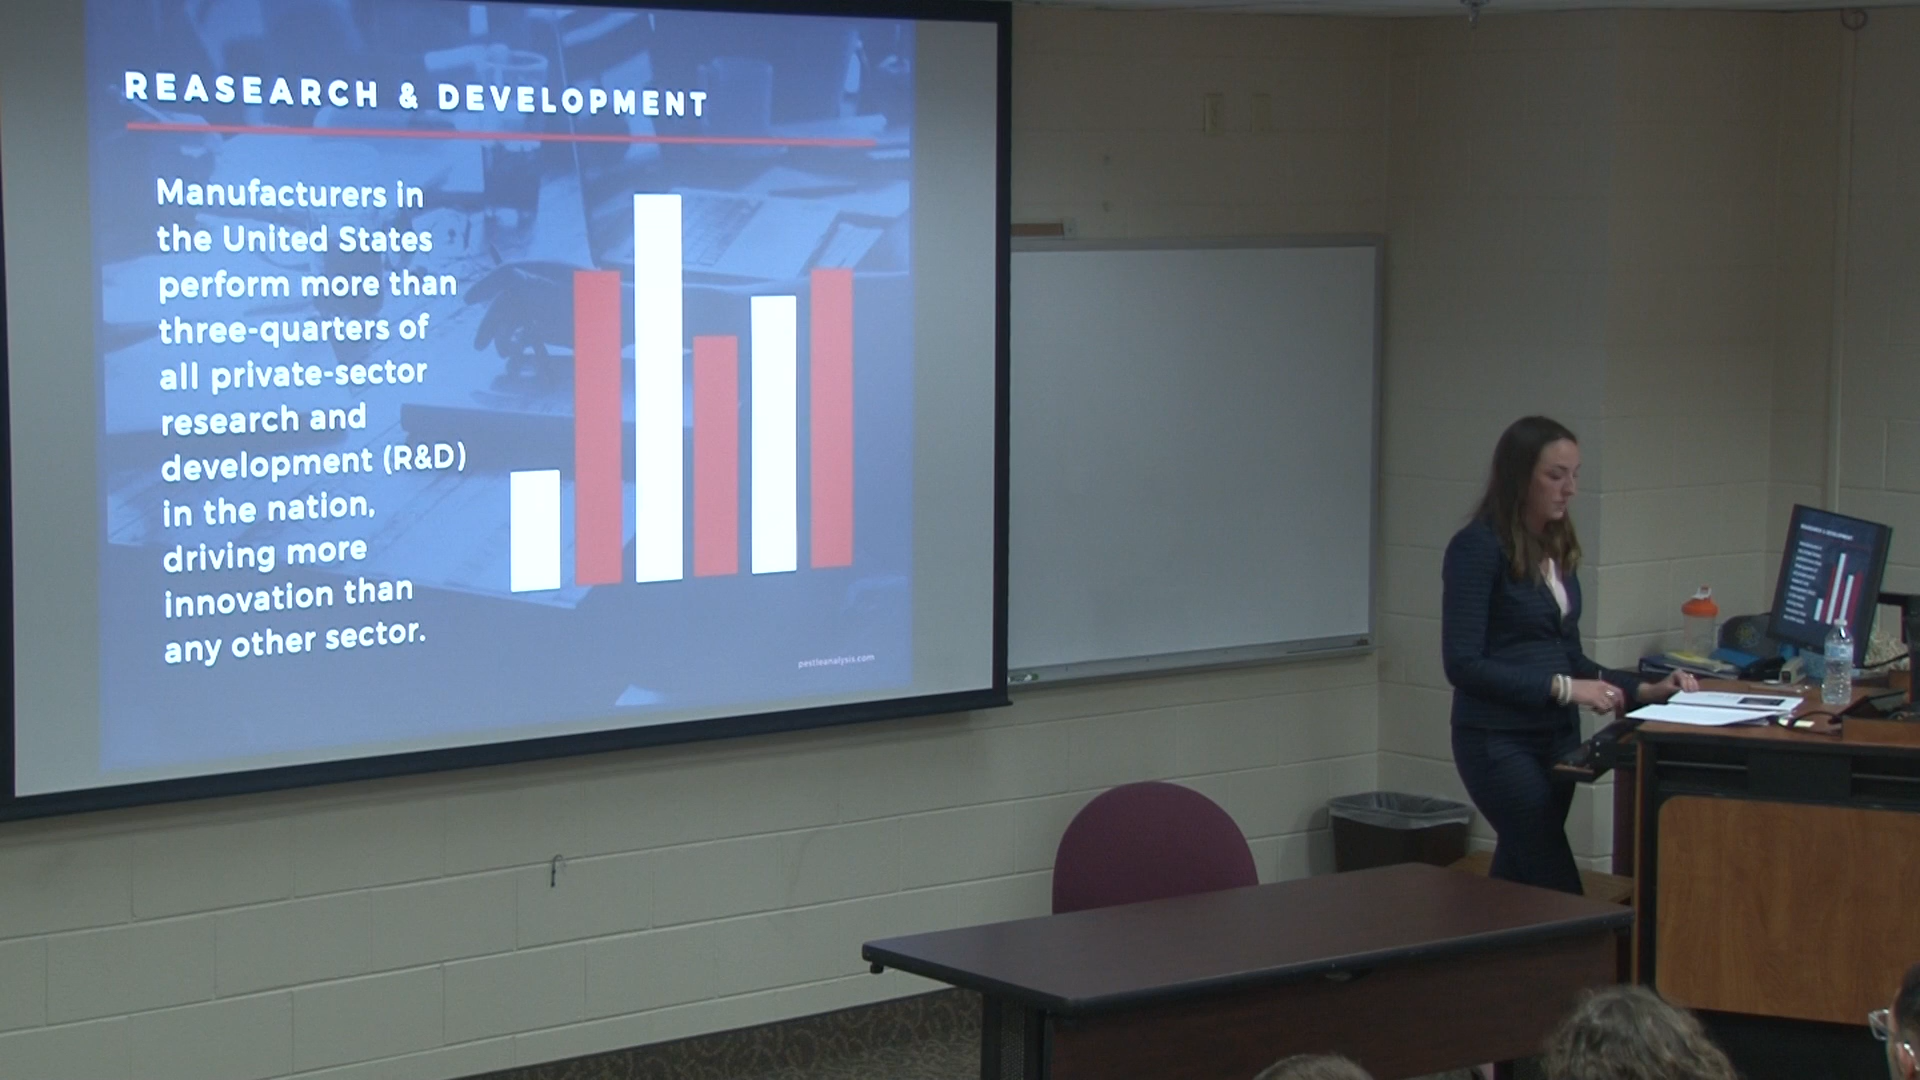 REASEARCH & DEVELOPMENT
Manufacturers in
the United States
perform more than
three-quarters of
all private-sector
research and
development (R&D)
in the nation,
driving more
innovation than
any other sector.
pestleanalysis.com